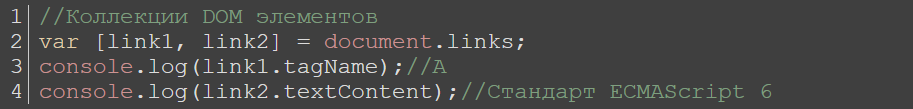 1 //Коллекции DOM элементов
2 var [link1, link2] = document.links;
3 console.log(link1.tagName);//A
4 console.log(link2.textContent);//Стандарт ECMAScript 6